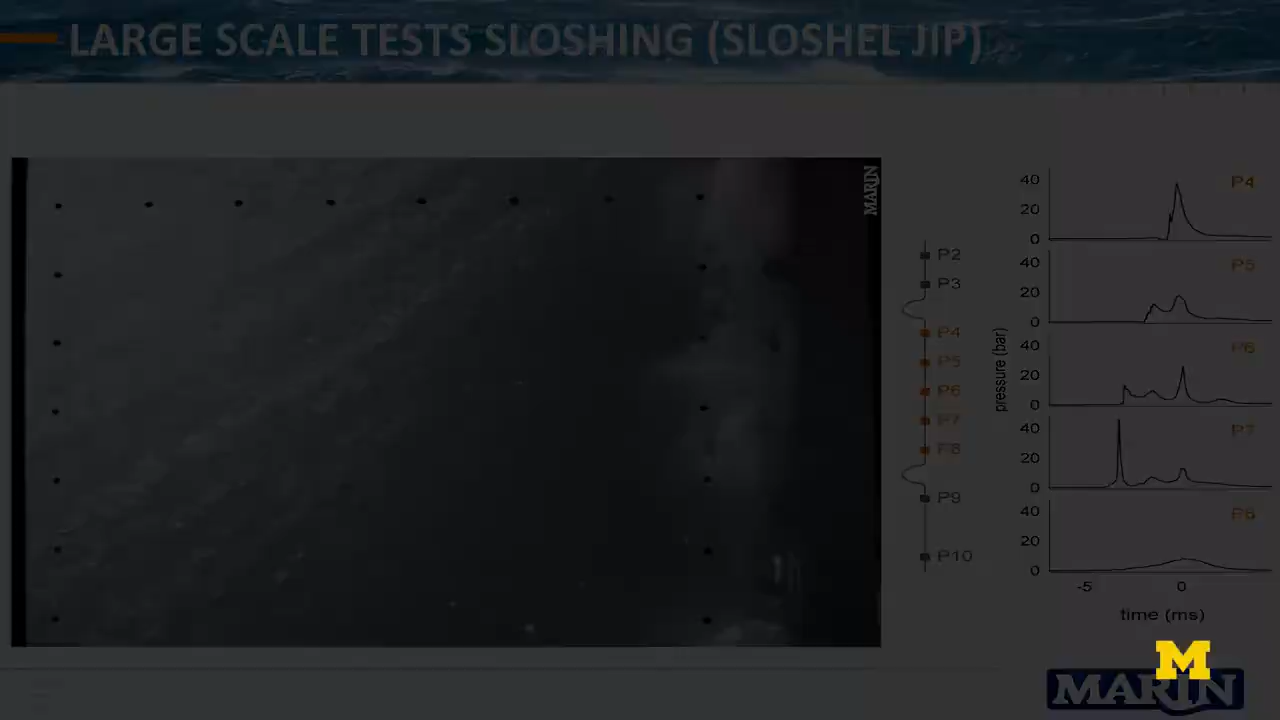 LARGE SCALE TESTS SLOSHING (SLOSHEL JIP)
MARIN
P2
P3
P4
P5
P6
P7
P8
P9
P10
pressure (bar)
40
20
0
P4
40
20
0
P5
40
20
0
P6
40
20
0
P7
40
20
0
P8
-5
0
time (ms)
M
MARIN